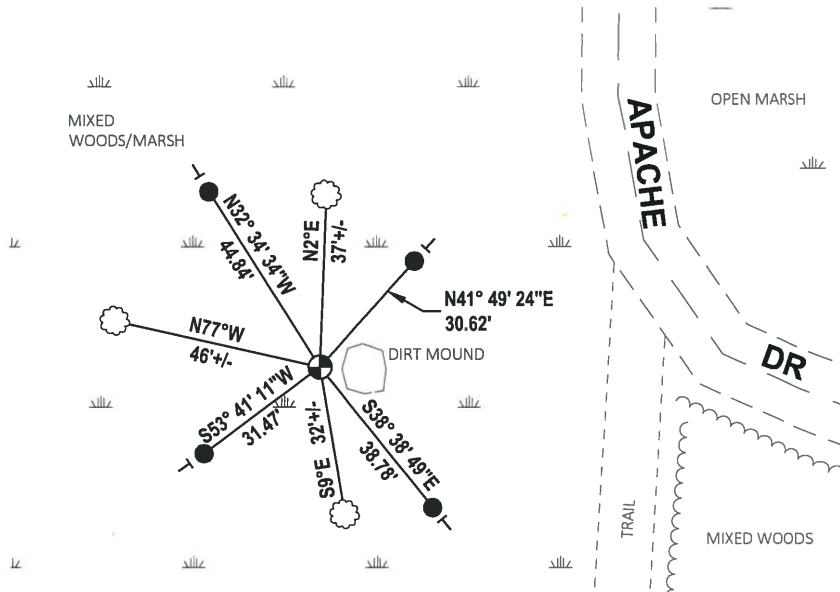 OPEN MARSH
MIXED
WOODS/MARSH
APACHE
N32° 34' 34"W
44.84'
N2°E
37'+/-
N41° 49' 24"E
30.62'
N77°W
46'+/-
DIRT MOUND
DR
S53° 41' 11"W
31.47'
S9°E 32'+/-
S38° 38' 49"E
38.78'
TRAIL
MIXED WOODS